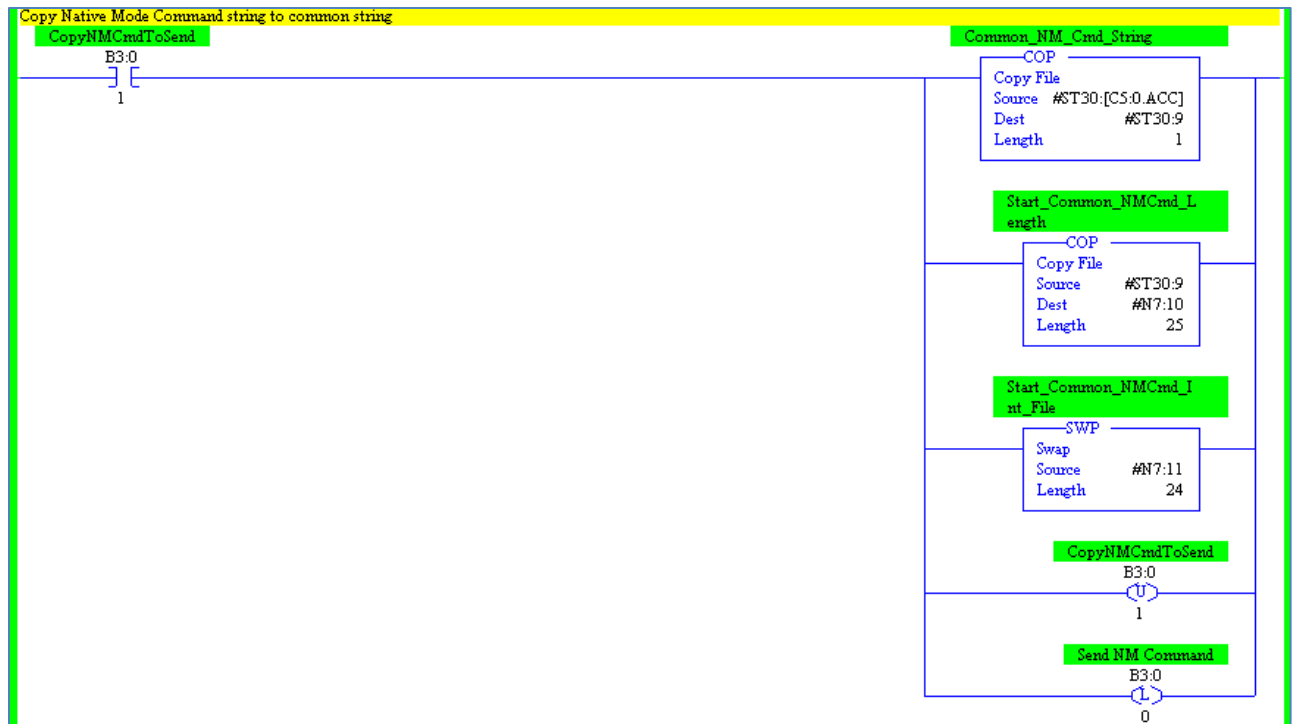 Copy Native Mode Command string to common string
CopyNMCmdToSend
B3:0
1
Common_NM_Cmd_String
COP
Copy File
Source #ST30:[C5:0.ACC]
Dest #ST30:9
Length 1
Start_Common_NMCmd_L
ength
COP
Copy File
Source #ST30:9
Dest #N7:10
Length 25
Start_Common_NMCmd_I
nt_File
SWP
Swap
Source #N7:11
Length 24
CopyNMCmdToSend
B3:0
U
1
Send NM Command
B3:0
L
0